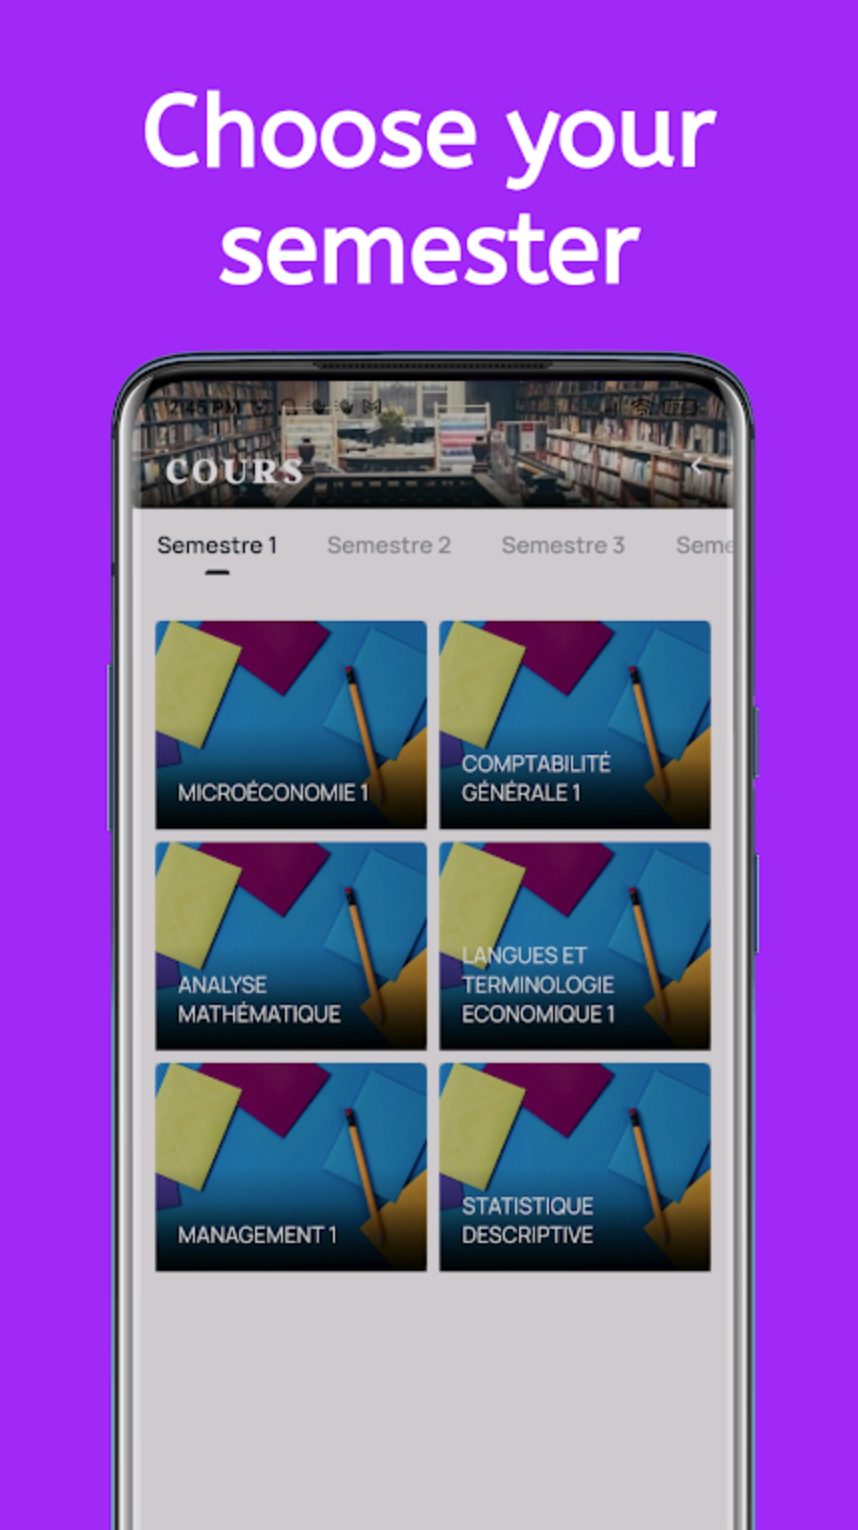 Choose your
semester
2:46 PM
COURS
Semestre 1 Semestre 2 Semestre 3 Seme
MICROÉCONOMIE 1
COMPTABILITÉ
GÉNÉRALE 1
ANALYSE
MATHÉMATIQUE
LANGUES ET
TERMINOLOGIE
ECONOMIQUE 1
MANAGEMENT 1
STATISTIQUE
DESCRIPTIVE